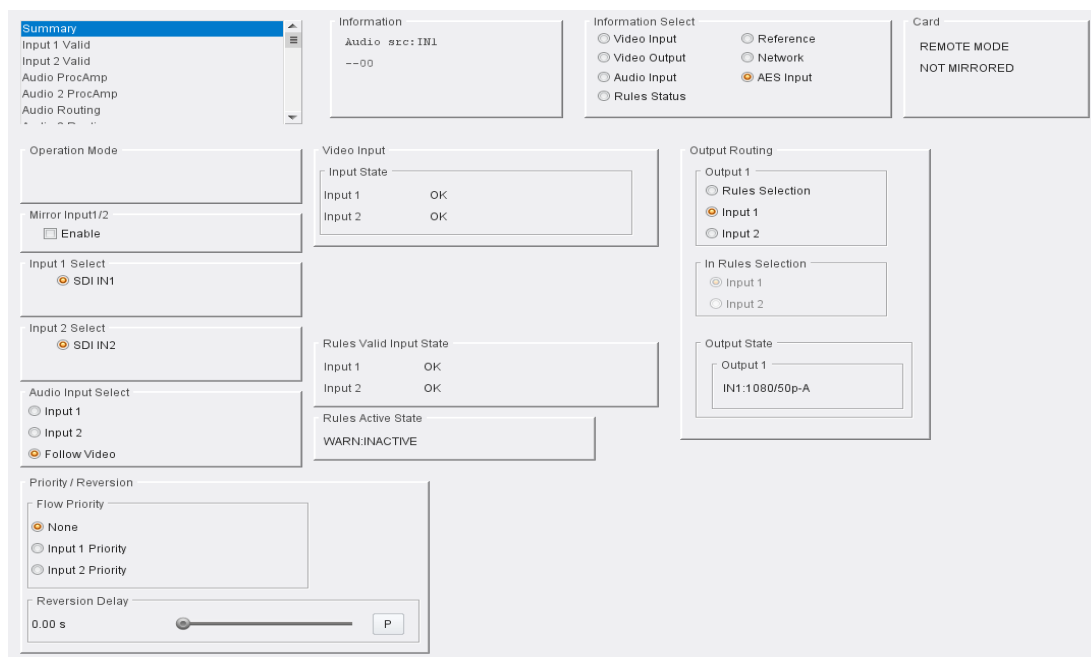 Summary
Input 1 Valid
Input 2 Valid
Audio ProcAmp
Audio 2 ProcAmp
Audio Routing
Information
Audio src:IN1
--00
Information Select
Video Input
Reference
Video Output
Network
Audio Input
AES Input
Rules Status
Card
REMOTE MODE
NOT MIRRORED
Operation Mode
Mirror Input1/2
Enable
Input 1 Select
SDI IN1
Input 2 Select
SDI IN2
Audio Input Select
Input 1
Input 2
Follow Video
Video Input
Input State
Input 1 OK
Input 2 OK
Rules Valid Input State
Input 1 OK
Input 2 OK
Rules Active State
WARN:INACTIVE
Output Routing
Output 1
Rules Selection
Input 1
Input 2
In Rules Selection
Input 1
Input 2
Output State
Output 1
IN1:1080/50p-A
Priority / Reversion
Flow Priority
None
Input 1 Priority
Input 2 Priority
Reversion Delay
0.00 s
P